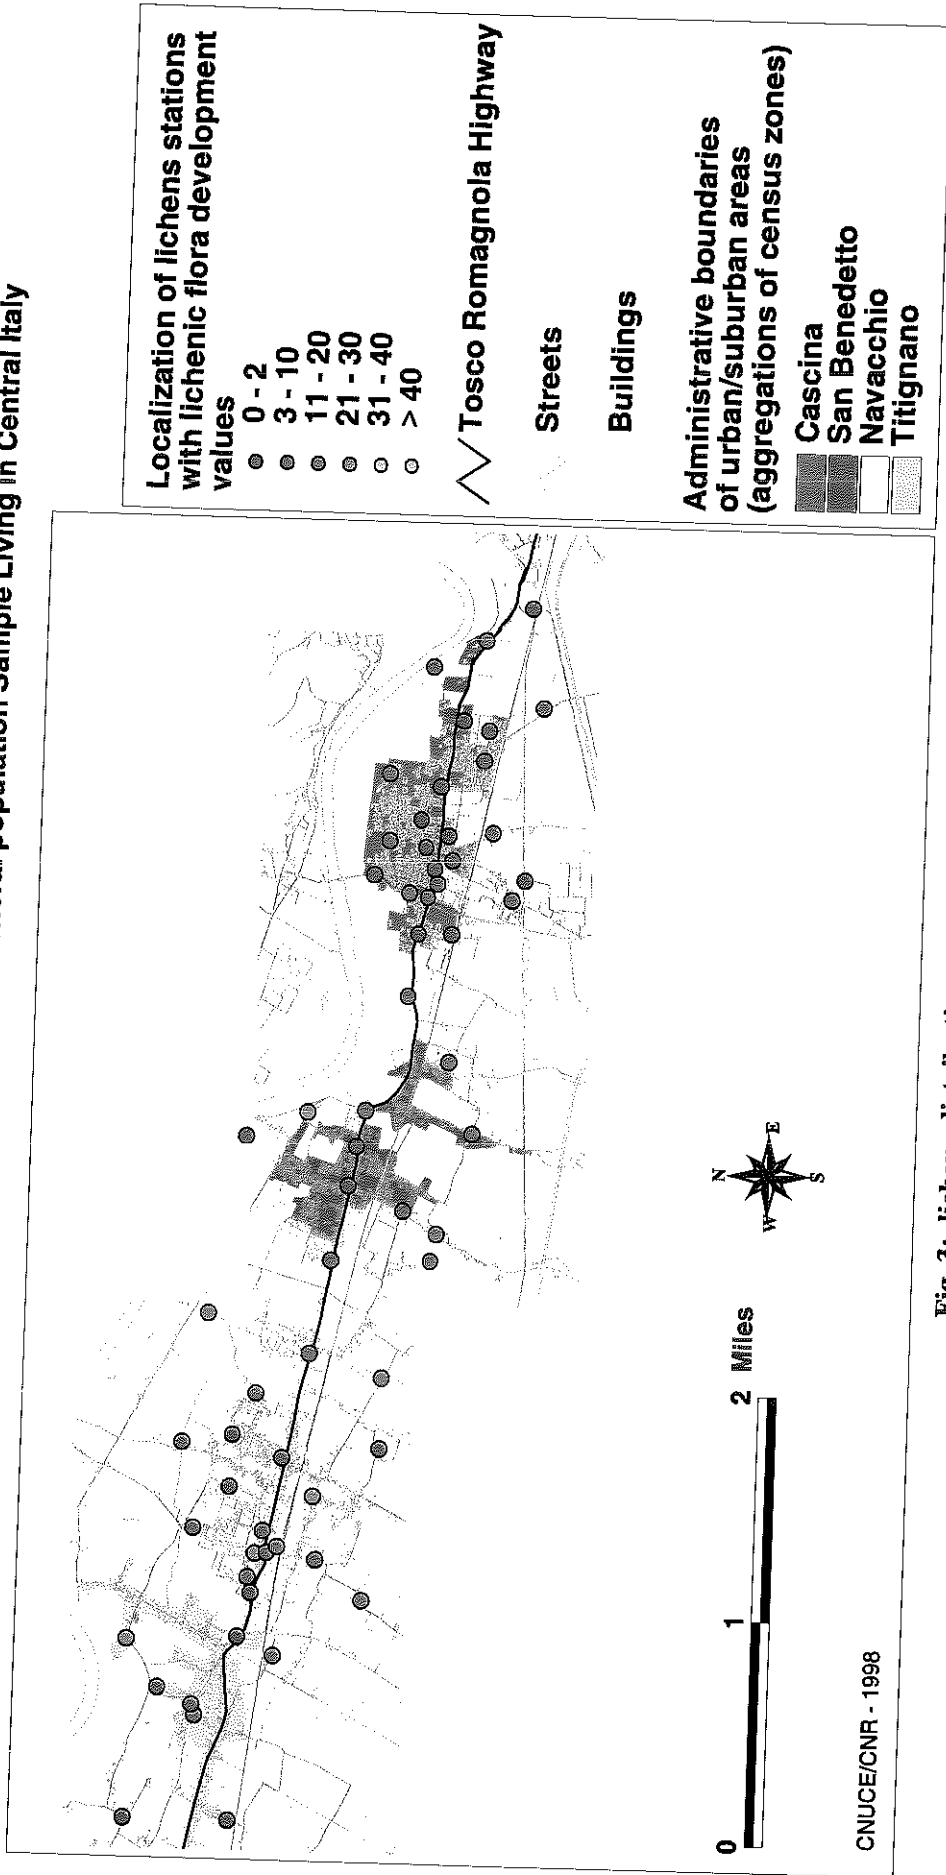 population Sample Living in Central Italy
Localization of lichens stations
with lichenic flora development
values
0 - 2
3 - 10
11 - 20
21 - 30
31 - 40
> 40
Tosco Romagnola Highway
Streets
Buildings
Administrative boundaries
of urban/suburban areas
(aggregations of census zones)
Cascina
San Benedetto
Navacchio
Titignano
N
W
E
S
0
1
2 Miles
CNUCE/CNR - 1998